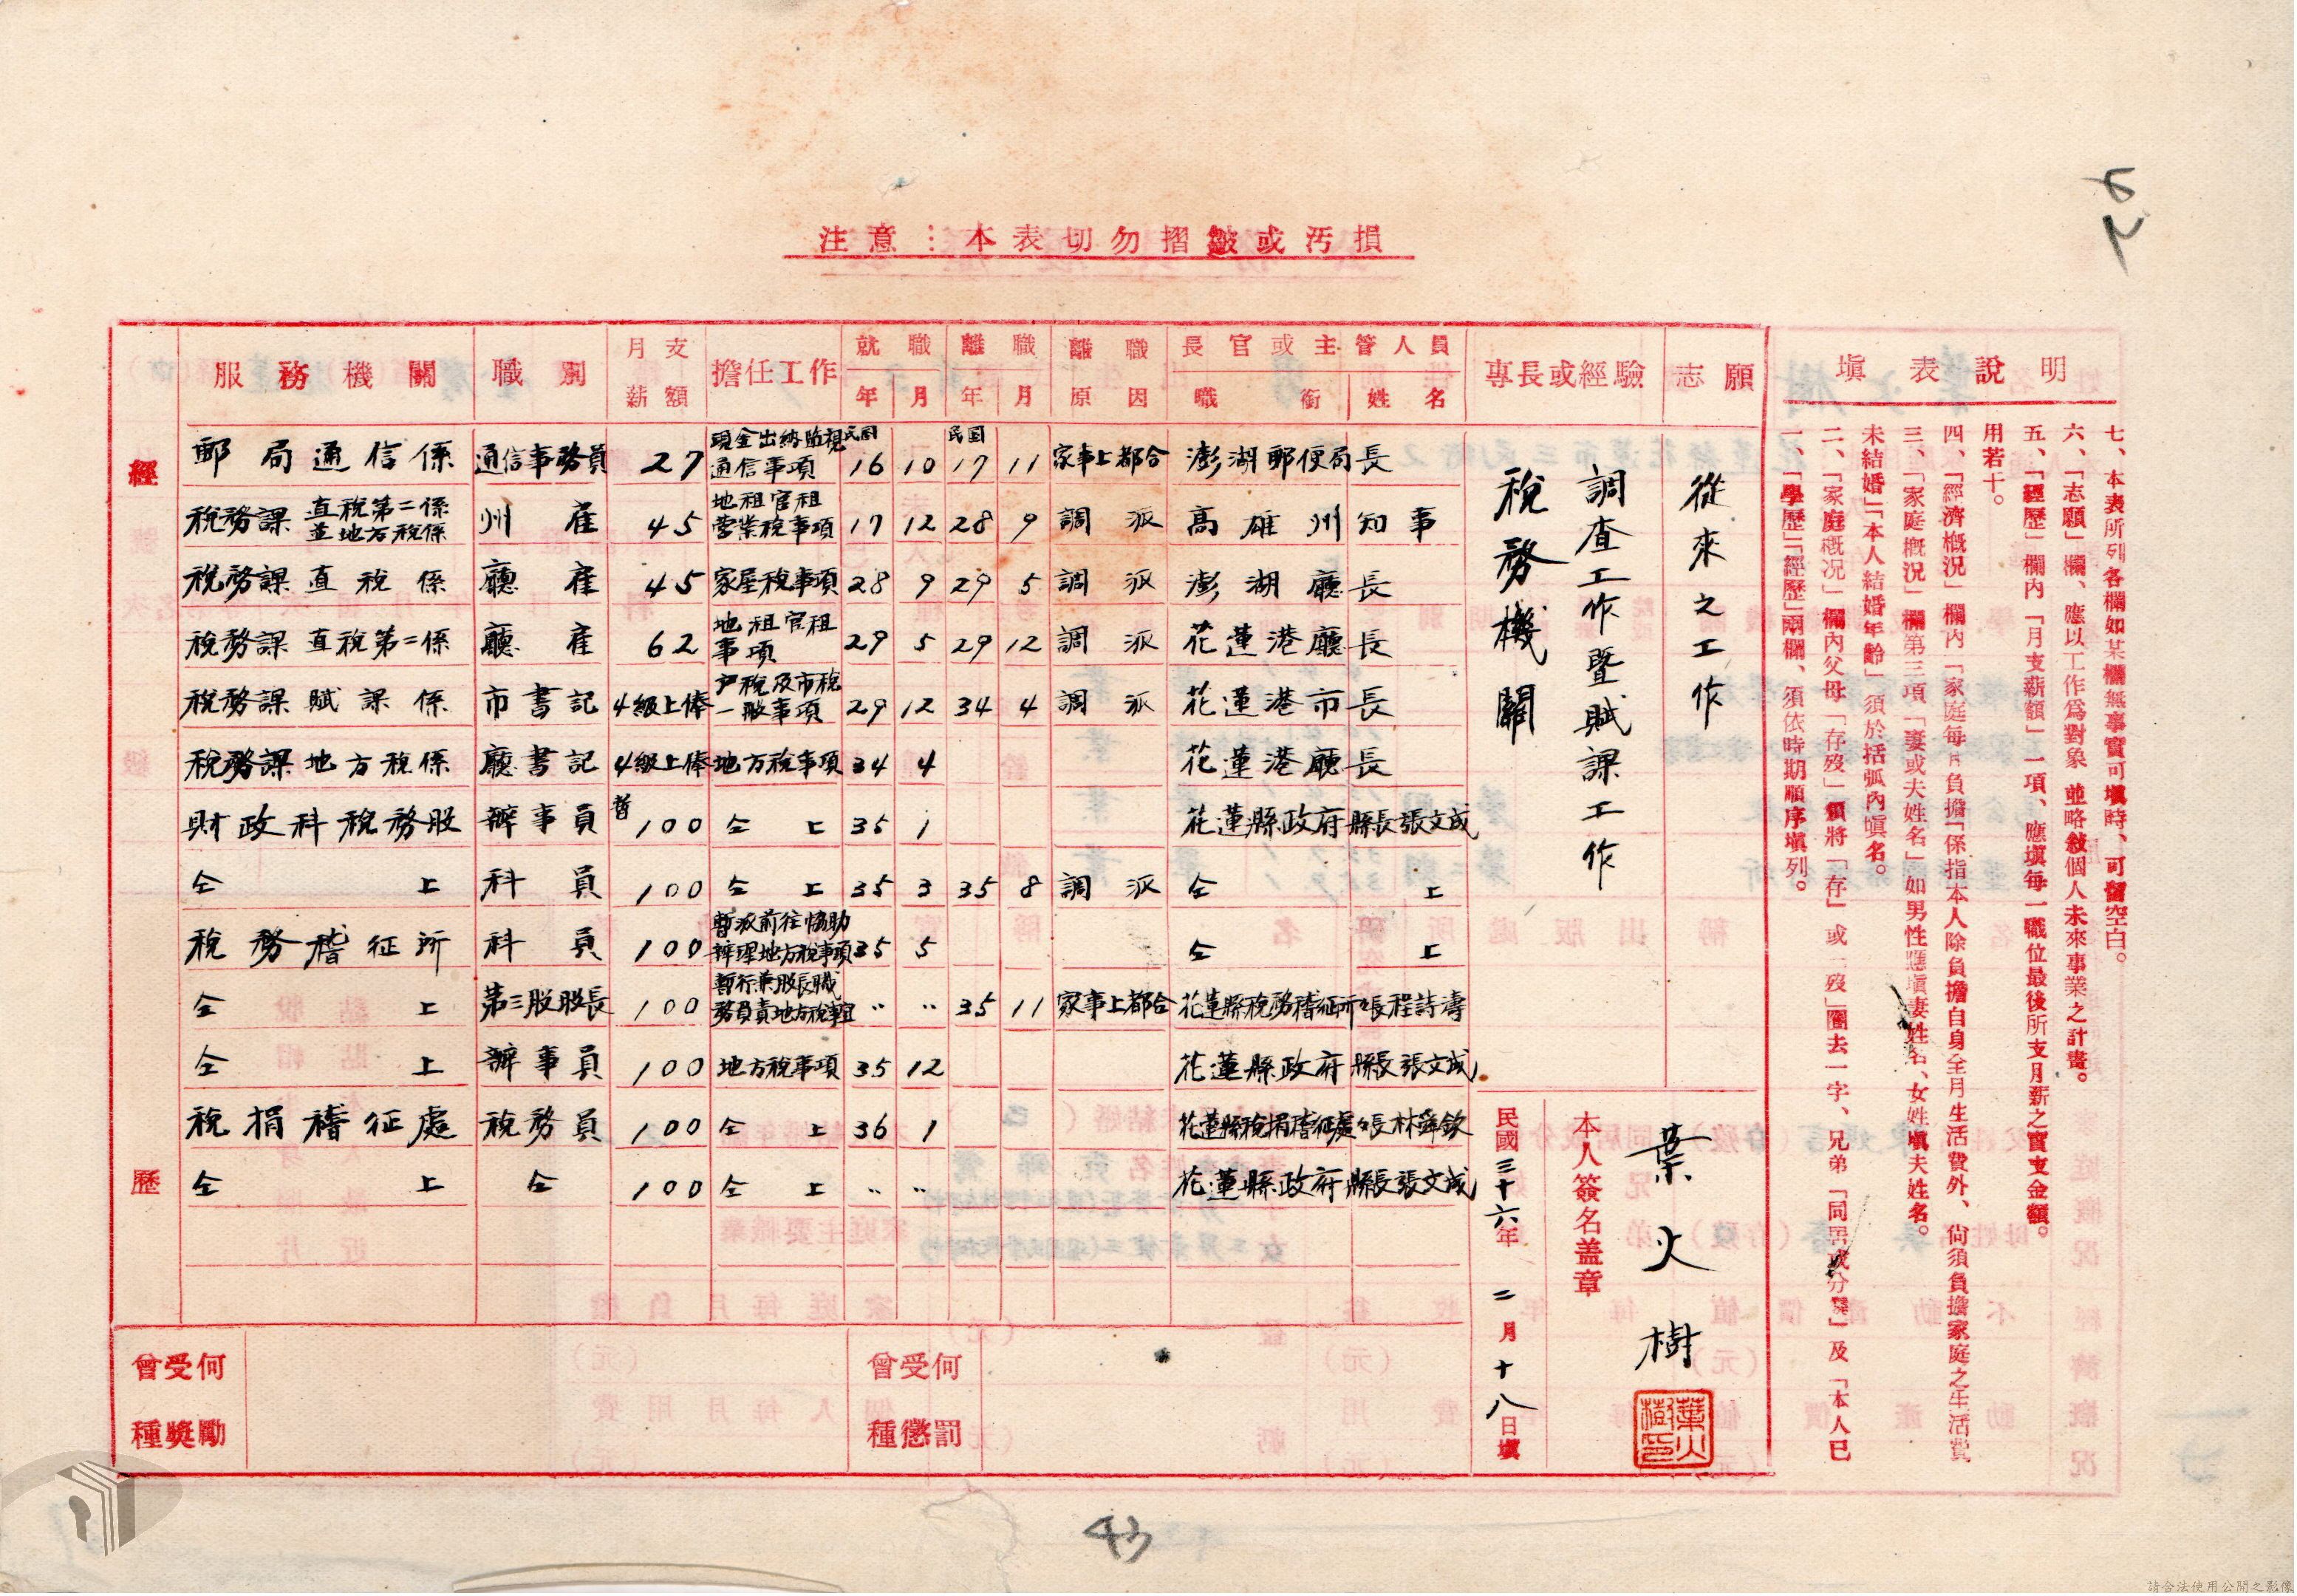 注意：本表切勿摺皺或污損
經歷
服務機關 職別 月支薪額 擔任工作 就職年月 離職年月 離職原因 長官或主管人員 職銜 姓名
郵局通信係 通信事務員 27 現金出納監視通信事項 民国16 10 民国17 11 家事上都合 澎湖郵便局長
稅務課直稅第二係並地方稅係 州雇 45 地租官租营業稅事項 17 12 28 9 調派 高雄州知事
稅務課直稅係 廳雇 45 家屋稅事項 28 9 29 5 調派 澎湖廳長
稅務課直稅第二係 廳雇 62 地租官租事項 29 5 29 12 調派 花蓮港廳長
稅務課賦課係 市書記 4級上俸 户稅及市稅一般事項 29 12 34 4 調派 花蓮港市長
稅務課地方稅係 廳書記 4級上俸 地方稅事項 34 4 花蓮港廳長
財政科稅務股 辦事員 暫100 仝上 35 1 花蓮縣政府縣長張文成
仝上 科員 100 仝上 35 3 35 8 調派 仝上
稅務稽征所 科員 100 暫派前往協助辦理地方稅事項 35 5 仝上
仝上 第三股股長 100 暫行兼股長職務負責地方稅事宜 〃 〃 35 11 家事上都合 花蓮縣稅務稽征所長程詩濤
仝上 辦事員 100 地方稅事項 35 12 花蓮縣政府縣長張文成
稅捐稽征處 稅務員 100 仝上 36 1 花蓮縣稅捐稽征處長林舜欽
仝上 仝 100 仝上 〃 〃 花蓮縣政府縣長張文成
曾受何種獎勵
曾受何種懲罰
專長或經驗
調查工作暨賦課工作
稅務機關
志願
從來之工作
本人簽名蓋章
葉火樹
葉火樹印
民國三十六年二月十八日填
填表說明
一、「學歷」「經歷」兩欄、須依時期順序填列。
二、「家庭概況」欄內父母「存歿」須將「存」或「歿」圈去一字、兄弟「同居或分爨」及「本人已
未結婚」「本人結婚年齡」須於括弧內填名。
三、「家庭概況」欄第三項「妻或夫姓名」如男性應填妻姓名、女姓填夫姓名。
四、「經濟概況」欄內「家庭每月負擔」係指本人除負擔自身至月生活費外、尚須負擔家庭之生活費
用若干。
五、「經歷」欄內「月支薪額」一項、應填每一職位最後所支月薪之實支金額。
六、「志願」欄、應以工作為對象 並略敘個人未來事業之計畫。
七、本表所列各欄如某欄無事實可填時、可留空白。
43
請合法使用公開之影像